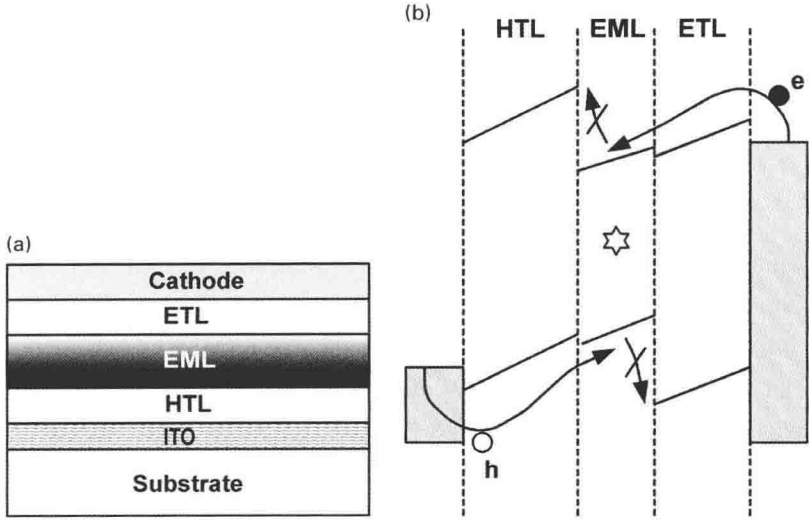 (a)
Cathode
ETL
EML
HTL
ITO
Substrate
(b)
HTL EML ETL
e
h